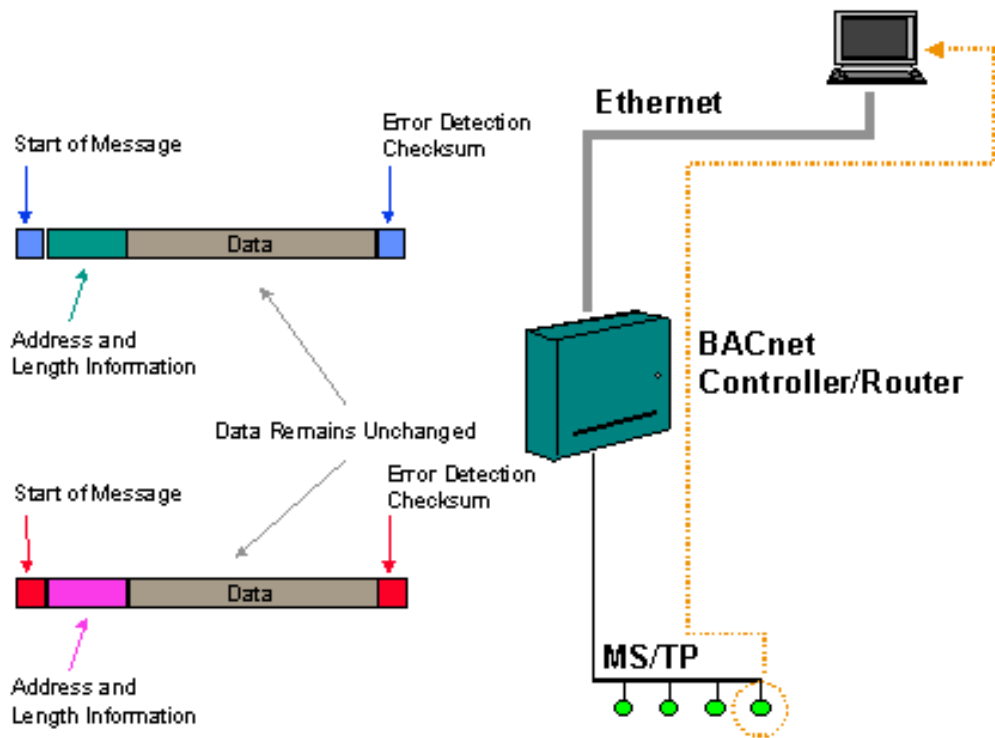 Ethernet
Start of Message
Error Detection
Checksum
Data
Address and
Length Information
BACnet
Controller/Router
Data Remains Unchanged
Start of Message
Error Detection
Checksum
Data
MS/TP
Address and
Length Information